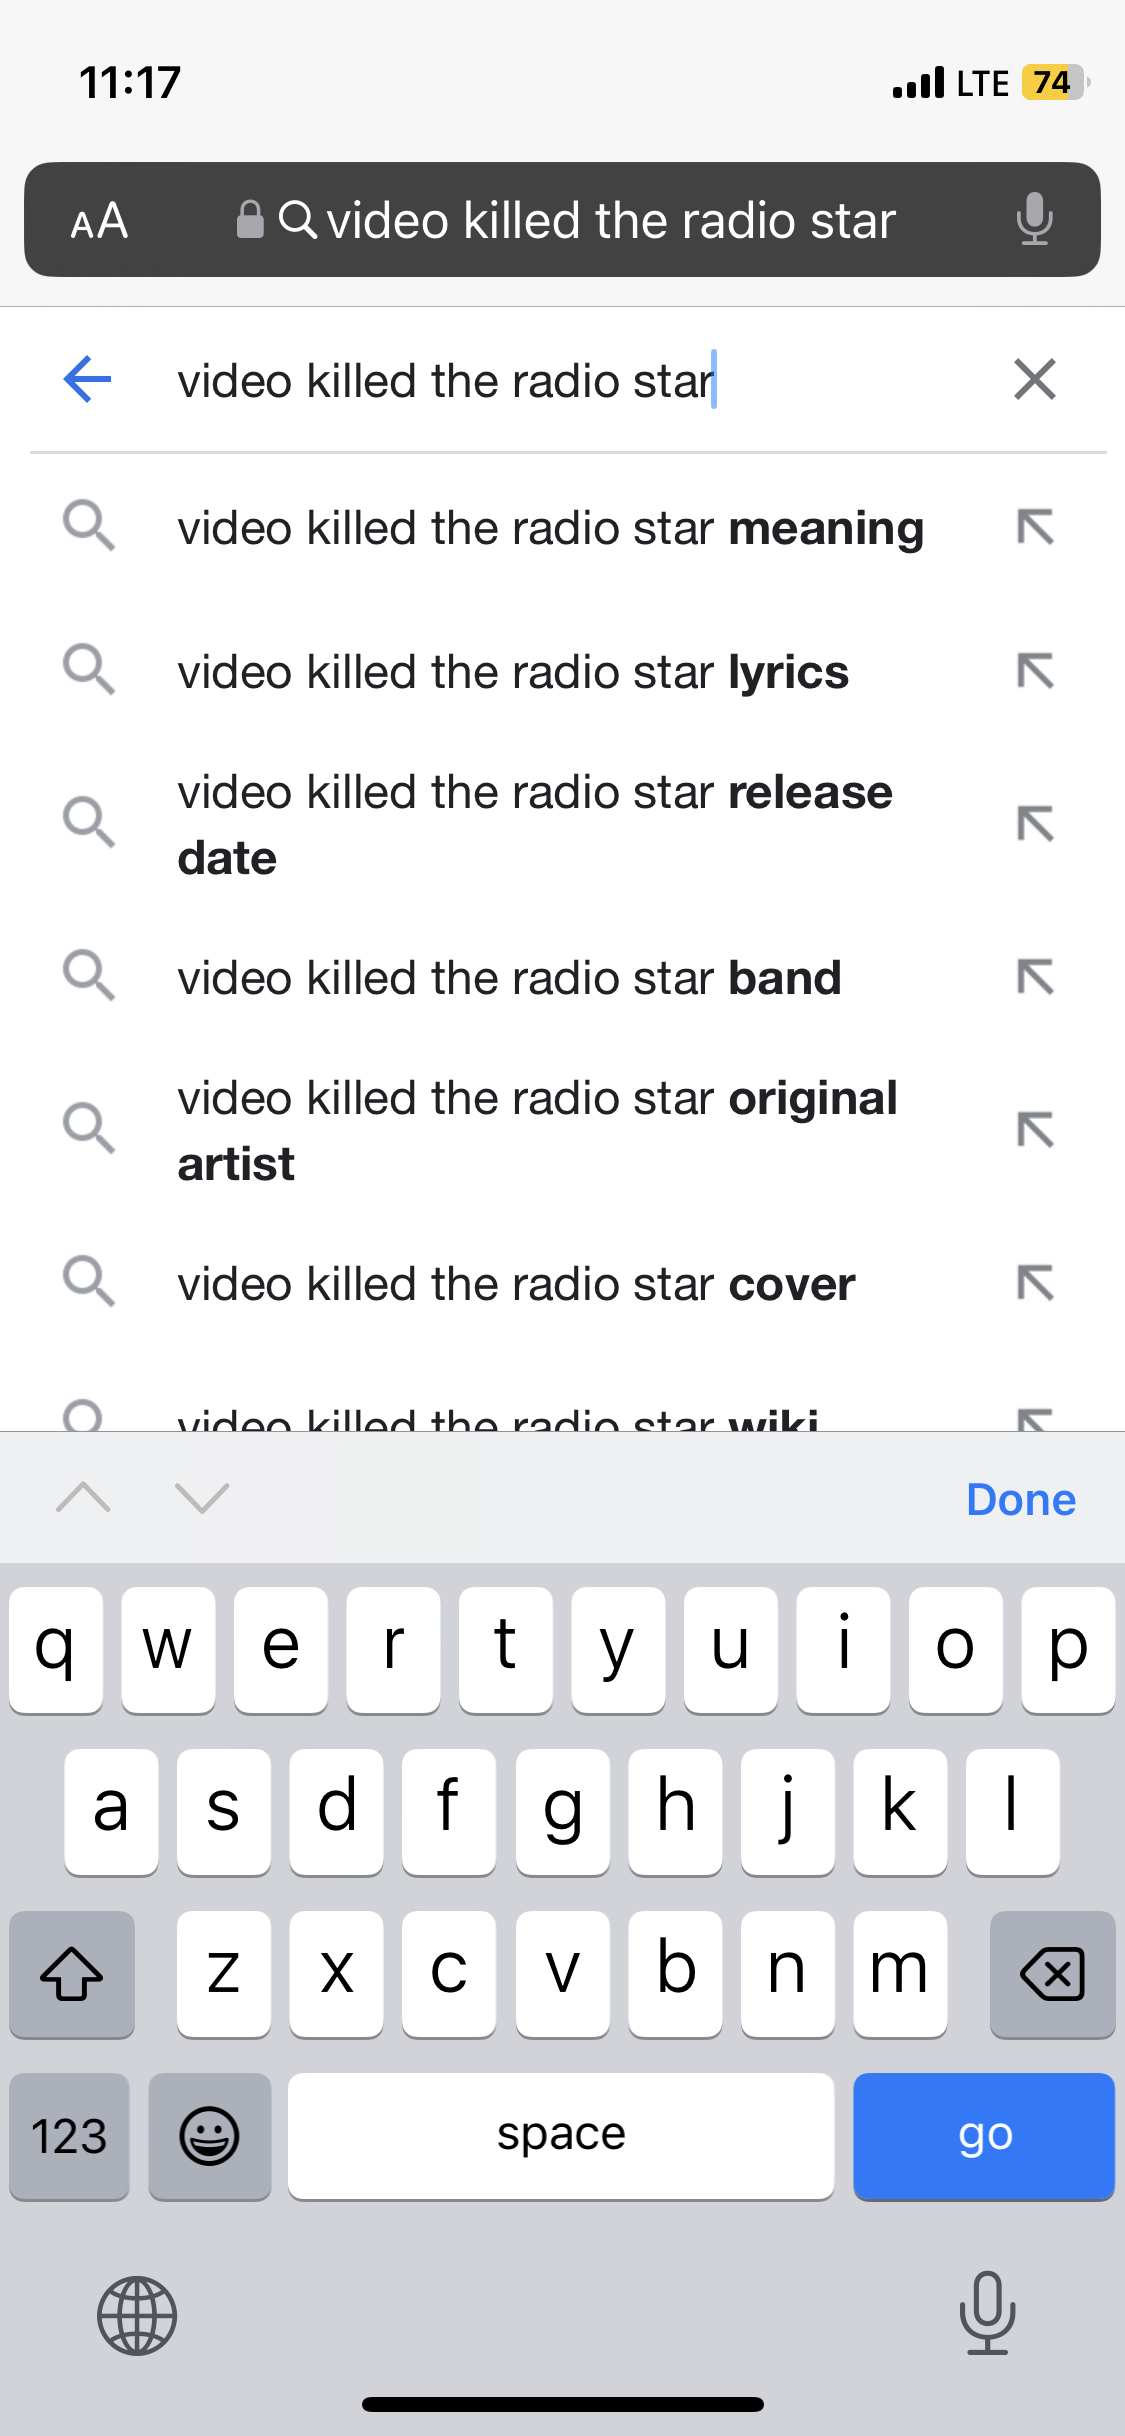 11:17 LTE 74
AA video killed the radio star
video killed the radio star
video killed the radio star meaning
video killed the radio star lyrics
video killed the radio star release
date
video killed the radio star band
video killed the radio star original
artist
video killed the radio star cover
video killed the radio star wiki
Done
q w e r t y u i o p
a s d f g h j k l
z x c v b n m
123 space go